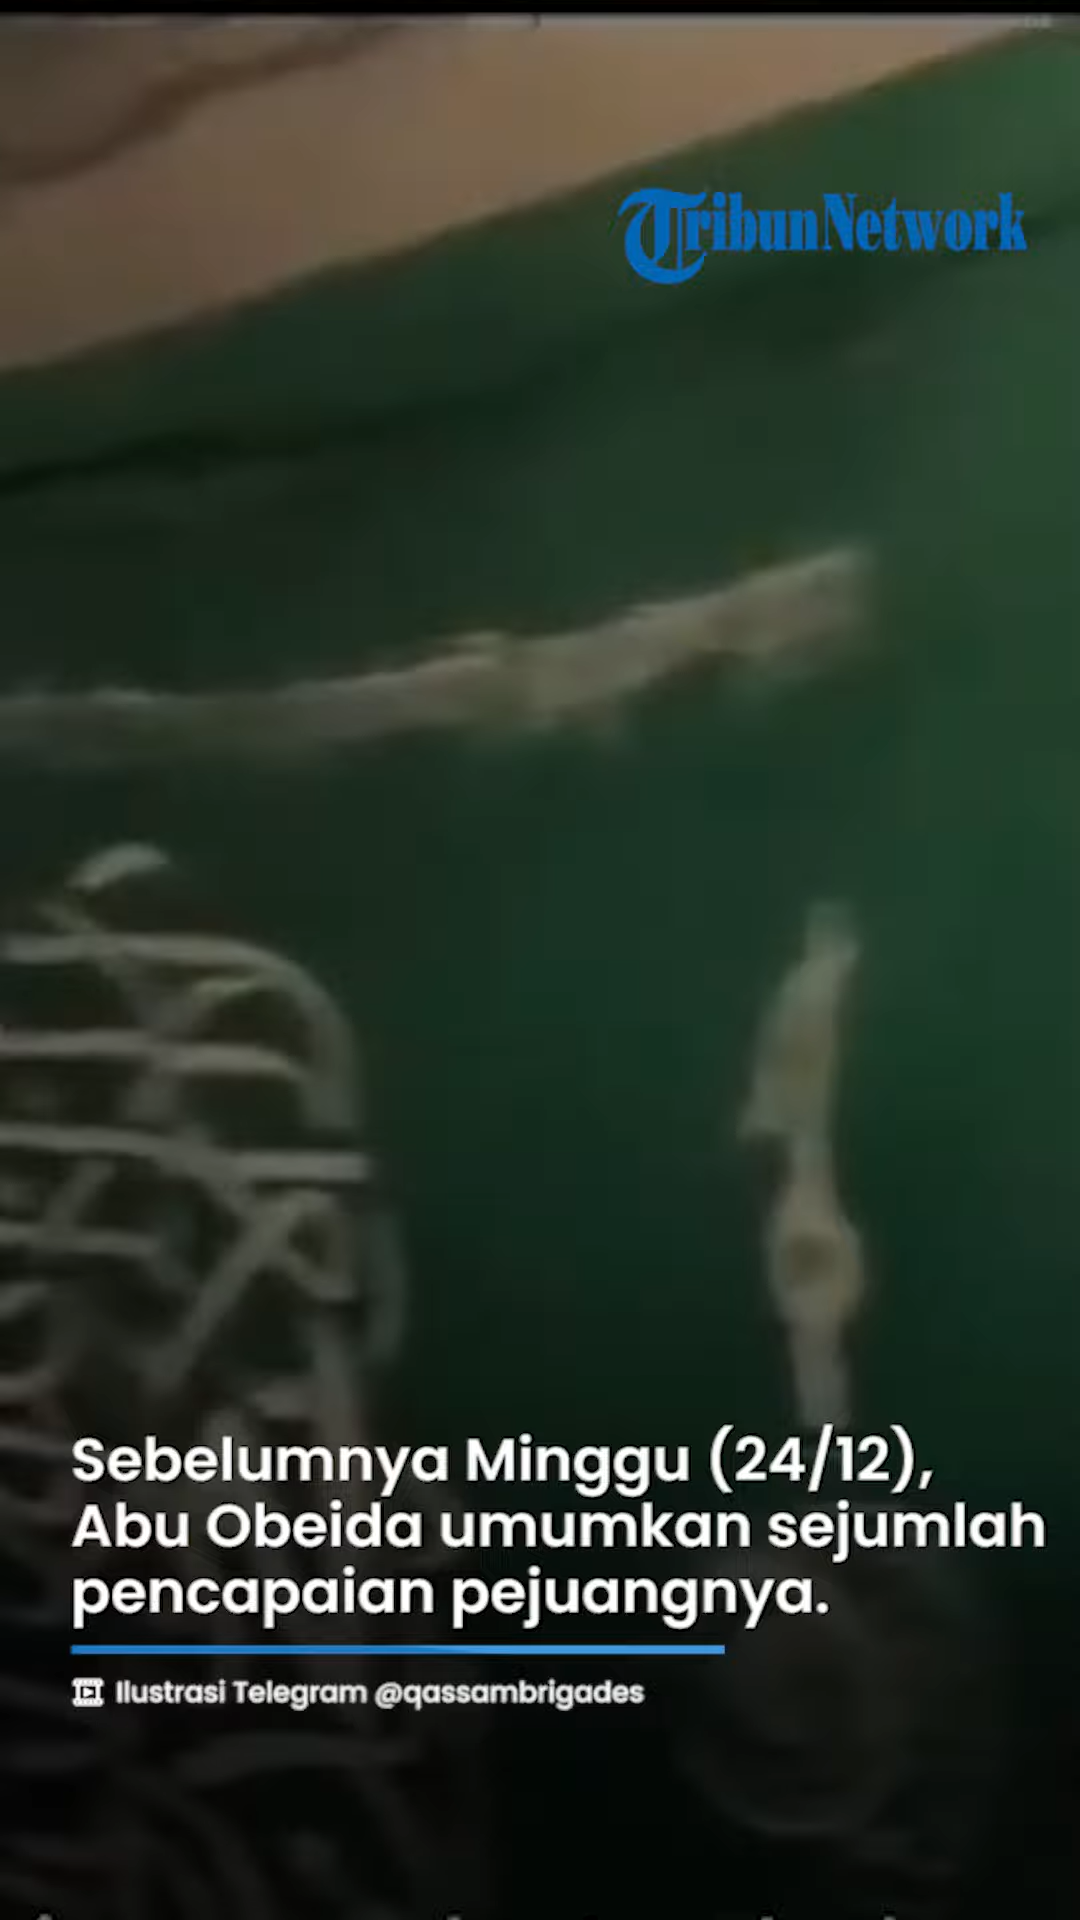 TribunNetwork
Sebelumnya Minggu (24/12),
Abu Obeida umumkan sejumlah
pencapaian pejuangnya.
Ilustrasi Telegram @qassambrigades